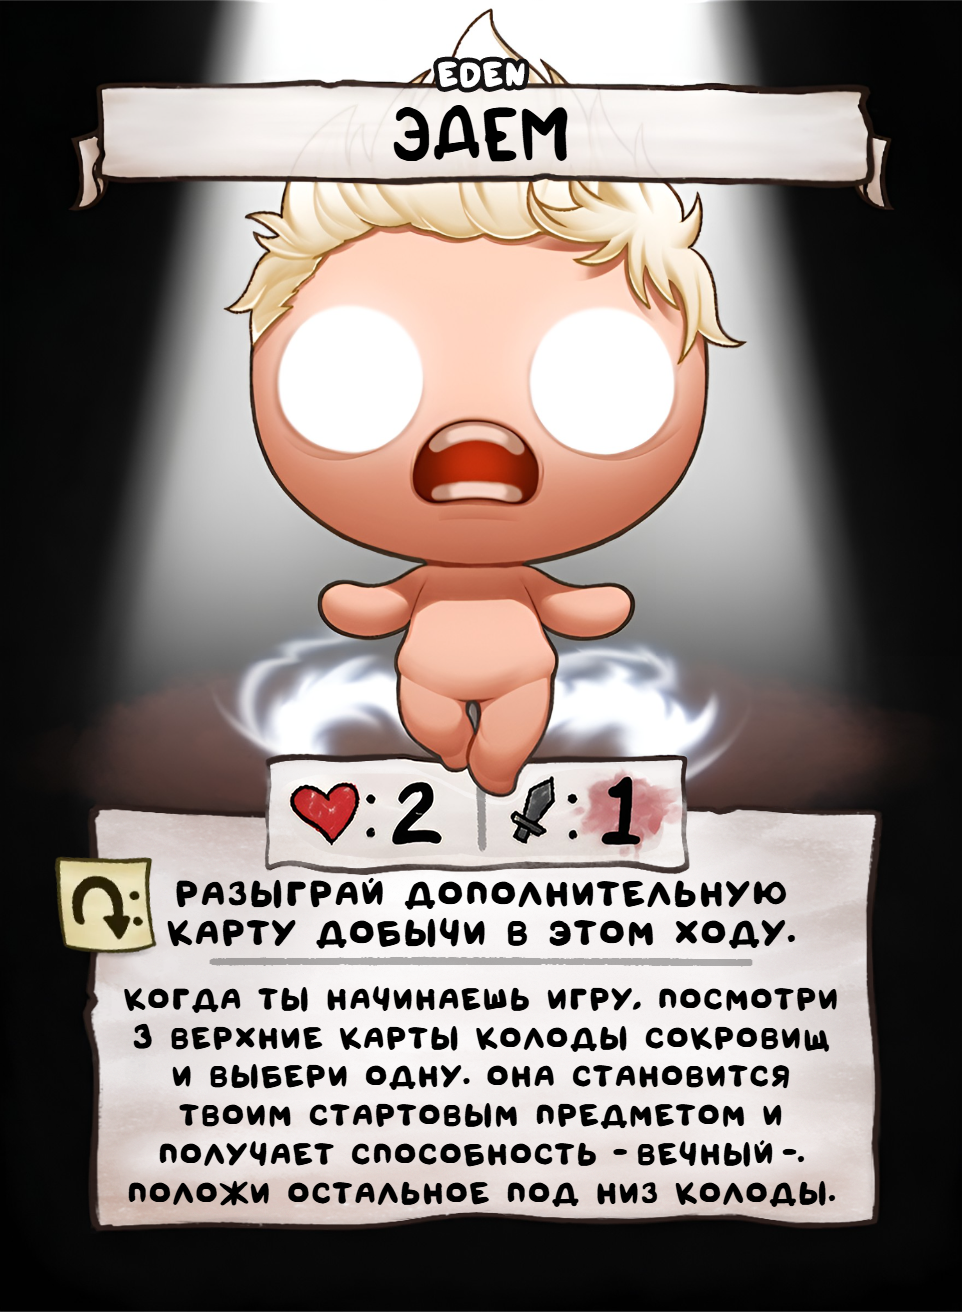 EDEN
ЭДЕМ
: 2 : 1
: РАЗЫГРАЙ ДОПОЛНИТЕЛЬНУЮ
КАРТУ ДОБЫЧИ В ЭТОМ ХОДУ.
КОГДА ТЫ НАЧИНАЕШЬ ИГРУ, ПОСМОТРИ
3 ВЕРХНИЕ КАРТЫ КОЛОДЫ СОКРОВИЩ
И ВЫБЕРИ ОДНУ. ОНА СТАНОВИТСЯ
ТВОИМ СТАРТОВЫМ ПРЕДМЕТОМ И
ПОЛУЧАЕТ СПОСОБНОСТЬ - ВЕЧНЫЙ -.
ПОЛОЖИ ОСТАЛЬНОЕ ПОД НИЗ КОЛОДЫ.